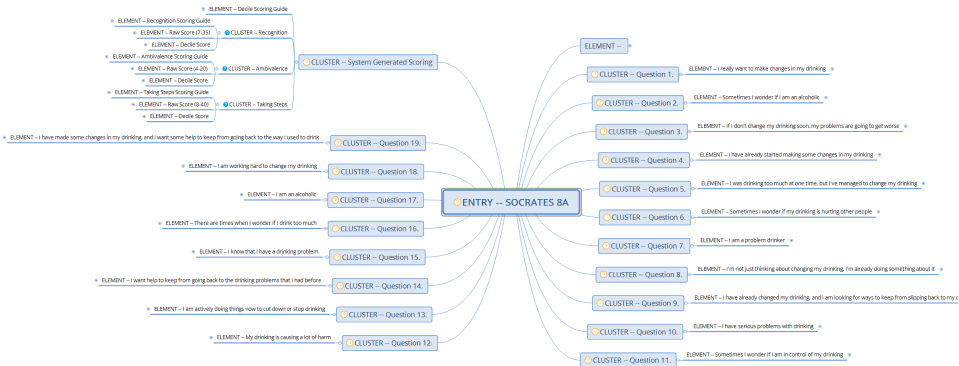 ELEMENT -- Decile Scoring Guide
ELEMENT -- Recognition Scoring Guide
ELEMENT -- Raw Score (7-35)
CLUSTER -- Recognition
ELEMENT -- Decile Score
ELEMENT -- Ambivalence Scoring Guide
ELEMENT -- Raw Score (4-20)
CLUSTER -- Ambivalence
ELEMENT -- Decile Score
ELEMENT -- Taking Steps Scoring Guide
ELEMENT -- Raw Score (8-40)
CLUSTER -- Taking Steps
ELEMENT -- Decile Score
CLUSTER -- System Generated Scoring
ELEMENT -- I have made some changes in my drinking, and I want some help to keep from going back to the way I used to drink
CLUSTER -- Question 19.
ELEMENT -- I am working hard to change my drinking
CLUSTER -- Question 18.
ELEMENT -- I am an alcoholic
CLUSTER -- Question 17.
ELEMENT -- There are times when I wonder if I drink too much
CLUSTER -- Question 16.
ELEMENT -- I know that I have a drinking problem
CLUSTER -- Question 15.
ELEMENT -- I want help to keep from going back to the drinking problems that I had before
CLUSTER -- Question 14.
ELEMENT -- I am actively doing things now to cut down or stop drinking
CLUSTER -- Question 13.
ELEMENT -- My drinking is causing a lot of harm
CLUSTER -- Question 12.
ENTRY -- SOCRATES 8A
ELEMENT --
CLUSTER -- Question 1.
ELEMENT -- I really want to make changes in my drinking
CLUSTER -- Question 2.
ELEMENT -- Sometimes I wonder if I am an alcoholic
CLUSTER -- Question 3.
ELEMENT -- If I don't change my drinking soon, my problems are going to get worse
CLUSTER -- Question 4.
ELEMENT -- I have already started making some changes in my drinking
CLUSTER -- Question 5.
ELEMENT -- I was drinking too much at one time, but I've managed to change my drinking
CLUSTER -- Question 6.
ELEMENT -- Sometimes I wonder if my drinking is hurting other people
CLUSTER -- Question 7.
ELEMENT -- I am a problem drinker
CLUSTER -- Question 8.
ELEMENT -- I'm not just thinking about changing my drinking, I'm already doing something about it
CLUSTER -- Question 9.
ELEMENT -- I have already changed my drinking, and I am looking for ways to keep from slipping back to my
CLUSTER -- Question 10.
ELEMENT -- I have serious problems with drinking
CLUSTER -- Question 11.
ELEMENT -- Sometimes I wonder if I am in control of my drinking